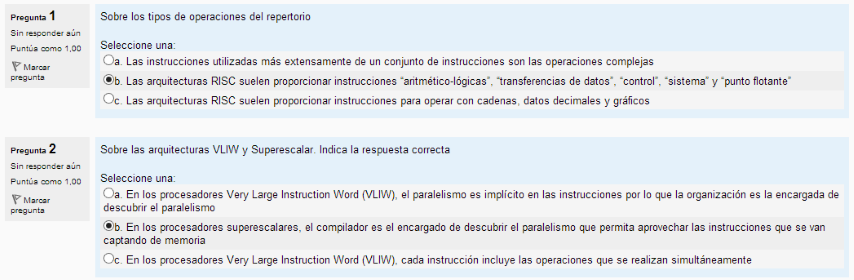 Pregunta 1
Sin responder aún
Puntúa como 1,00
Marcar
pregunta
Sobre los tipos de operaciones del repertorio
Seleccione una:
a. Las instrucciones utilizadas más extensamente de un conjunto de instrucciones son las operaciones complejas
b. Las arquitecturas RISC suelen proporcionar instrucciones “aritmético-lógicas”, “transferencias de datos”, “control”, “sistema” y “punto flotante”
c. Las arquitecturas RISC suelen proporcionar instrucciones para operar con cadenas, datos decimales y gráficos
Pregunta 2
Sin responder aún
Puntúa como 1,00
Marcar
pregunta
Sobre las arquitecturas VLIW y Superescalar. Indica la respuesta correcta
Seleccione una:
a. En los procesadores Very Large Instruction Word (VLIW), el paralelismo es implícito en las instrucciones por lo que la organización es la encargada de
descubrir el paralelismo
b. En los procesadores superescalares, el compilador es el encargado de descubrir el paralelismo que permita aprovechar las instrucciones que se van
captando de memoria
c. En los procesadores Very Large Instruction Word (VLIW), cada instrucción incluye las operaciones que se realizan simultáneamente